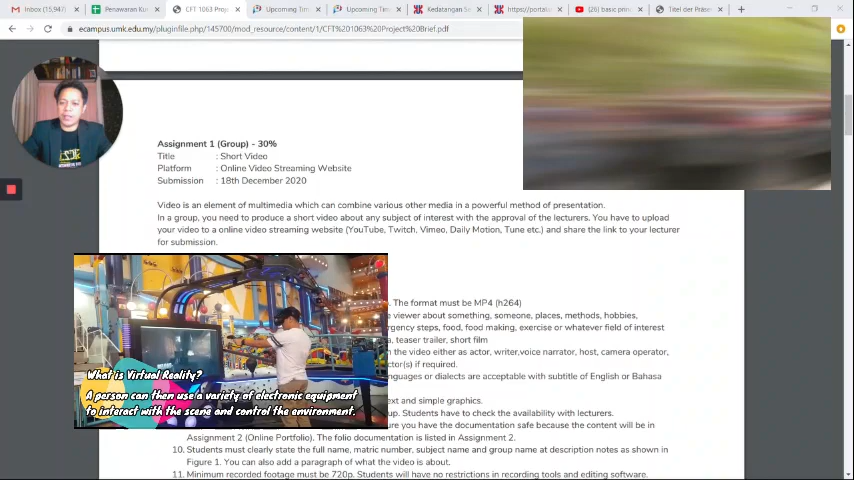 Inbox (15,947)
Penawaran Kur
CFT 1063 Proj
Upcoming Tim
Upcoming Tim
Kedatangan Se
https://portal
(26) basic prin
Titel der Präse
ecampus.umk.edu.my/pluginfile.php/145700/mod_resource/content/1/CFT%201063%20Project%20Brief.pdf
Assignment 1 (Group) - 30%
Title : Short Video
Platform : Online Video Streaming Website
Submission : 18th December 2020
Video is an element of multimedia which can combine various other media in a powerful method of presentation.
In a group, you need to produce a short video about any subject of interest with the approval of the lecturers. You have to upload
your video to a online video streaming website (YouTube, Twitch, Vimeo, Daily Motion, Tune etc.) and share the link to your lecturer
for submission.
. The format must be MP4 (h264)
e viewer about something, someone, places, methods, hobbies,
rgency steps, food, food making, exercise or whatever field of interest
a, teaser trailer, short film
n the video either as actor, writer,voice narrator, host, camera operator,
ctor(s) if required.
nguages or dialects are acceptable with subtitle of English or Bahasa
ext and simple graphics.
up. Students have to check the availability with lecturers.
ure you have the documentation safe because the content will be in
Assignment 2 (Online Portfolio). The folio documentation is listed in Assignment 2.
10. Students must clearly state the full name, matric number, subject name and group name at description notes as shown in
Figure 1. You can also add a paragraph of what the video is about.
11. Minimum recorded footage must be 720p. Students will have no restrictions in recording tools and editing software.
What is Virtual Reality?
A person can then use a variety of electronic equipment
to interact with the scene and control the environment.